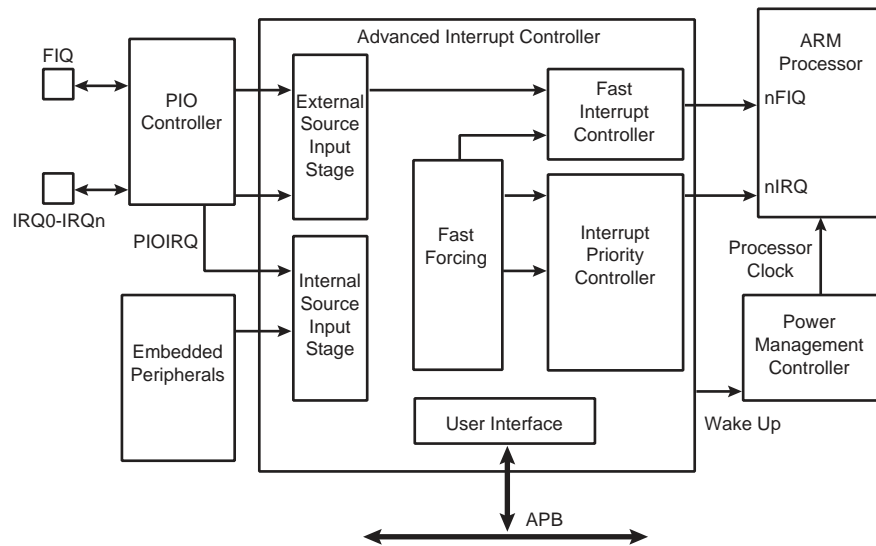 FIQ
PIO
Controller
IRQ0-IRQn
PIOIRQ
Embedded
Peripherals
Advanced Interrupt Controller
External
Source
Input
Stage
Internal
Source
Input
Stage
Fast
Forcing
Fast
Interrupt
Controller
Interrupt
Priority
Controller
User Interface
APB
ARM
Processor
nFIQ
nIRQ
Processor
Clock
Power
Management
Controller
Wake Up